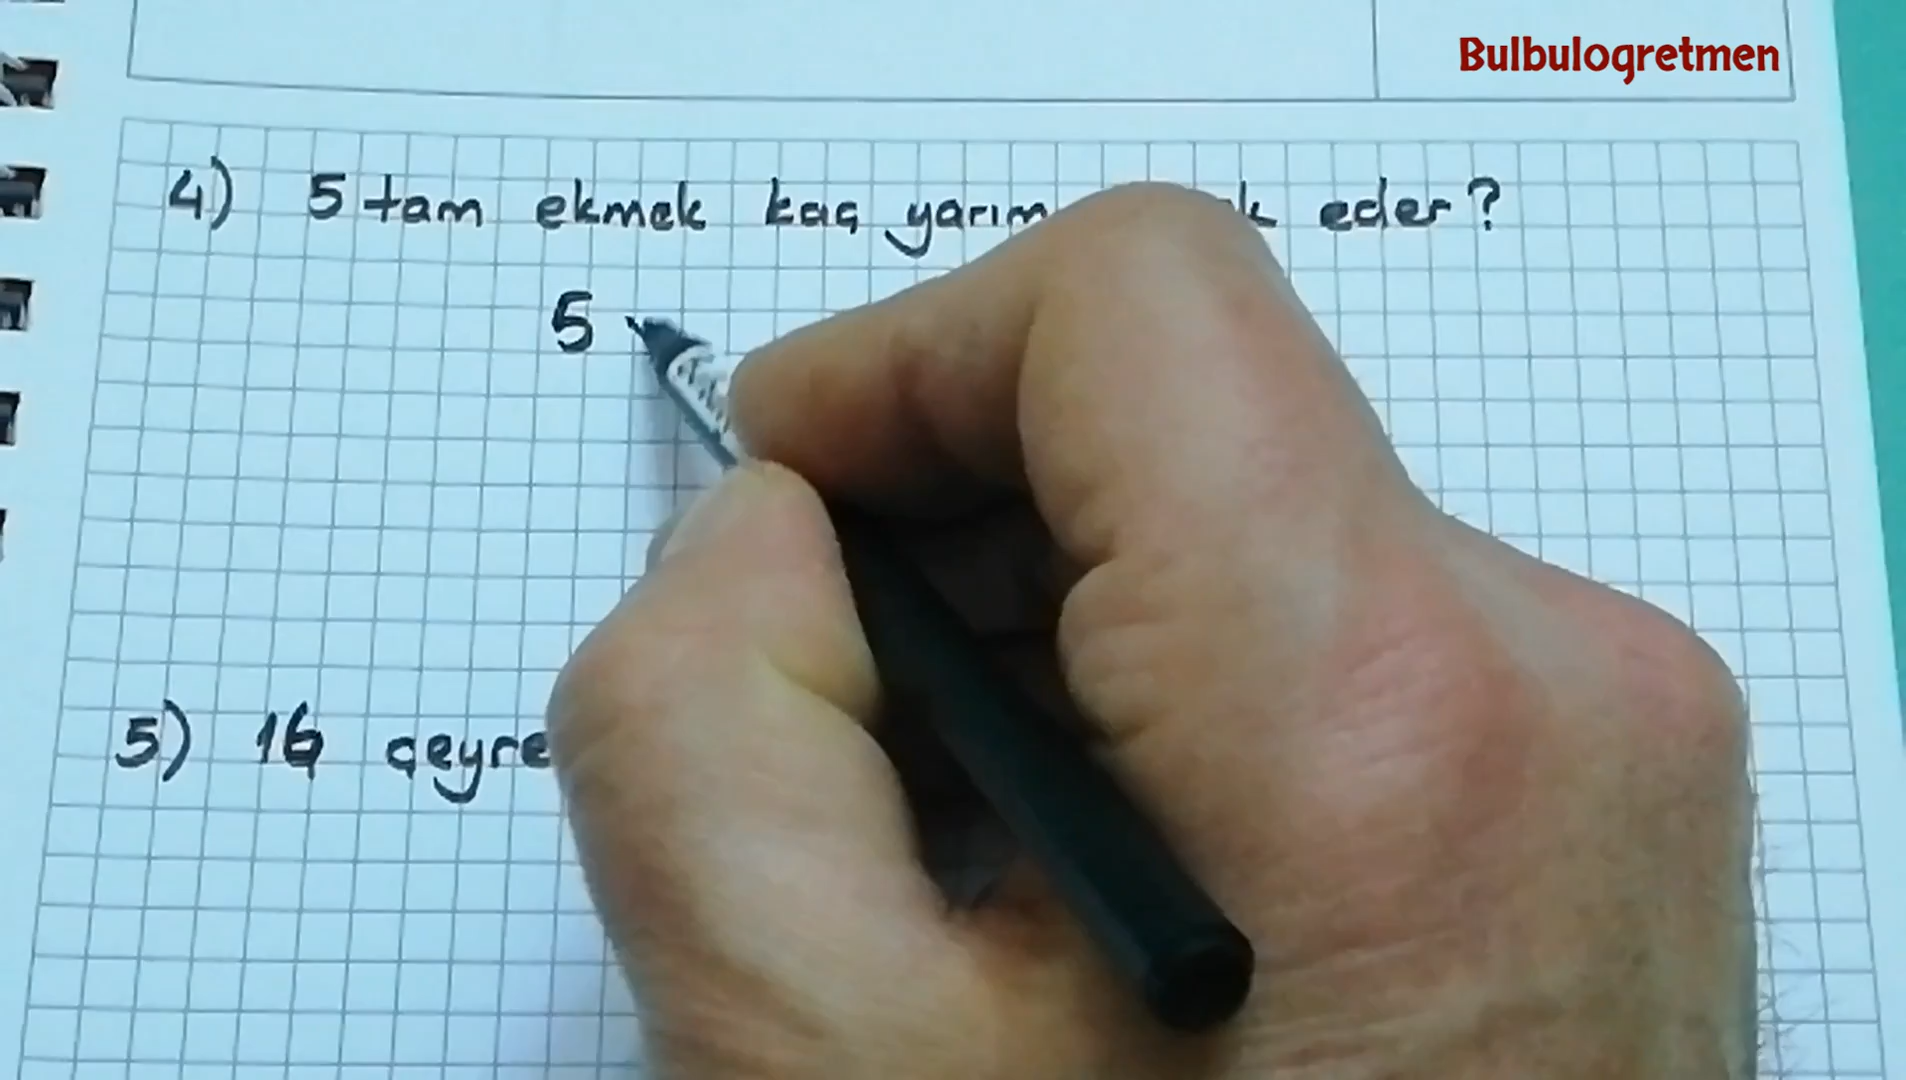 Bulbulogretmen
4) 5 tam ekmek kaç yarım eder?
5
5) 16 çeyre